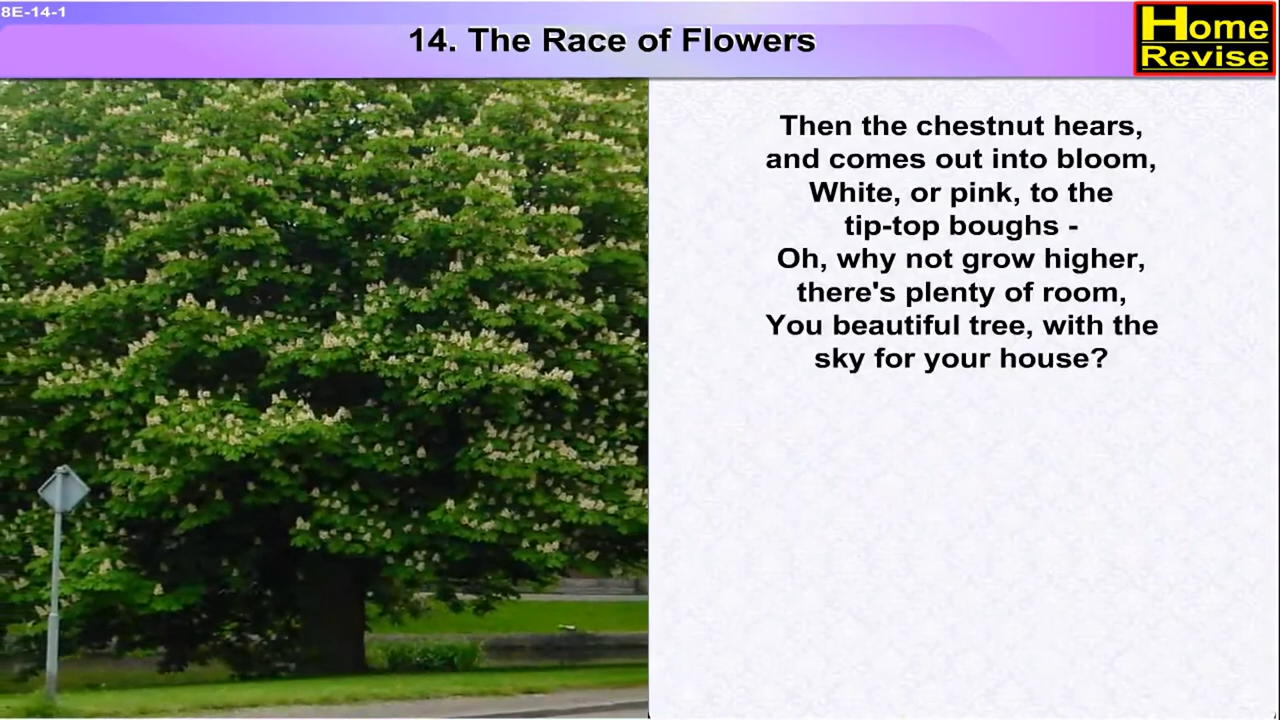 8E-14-1
14. The Race of Flowers
Home
Revise
Then the chestnut hears,
and comes out into bloom,
White, or pink, to the
tip-top boughs -
Oh, why not grow higher,
there's plenty of room,
You beautiful tree, with the
sky for your house?